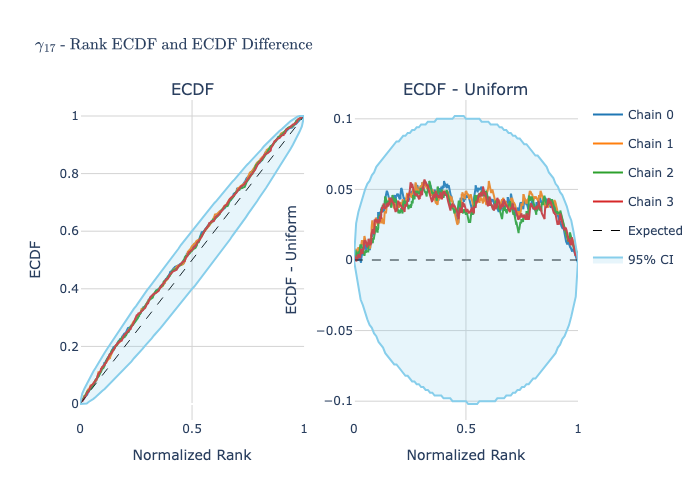 γ₁₇ - Rank ECDF and ECDF Difference
ECDF
ECDF - Uniform
1
0.8
0.6
0.4
0.2
0
0
0.5
1
ECDF
Normalized Rank
0.1
0.05
0
−0.05
−0.1
0
0.5
1
ECDF - Uniform
Normalized Rank
Chain 0
Chain 1
Chain 2
Chain 3
Expected
95% CI